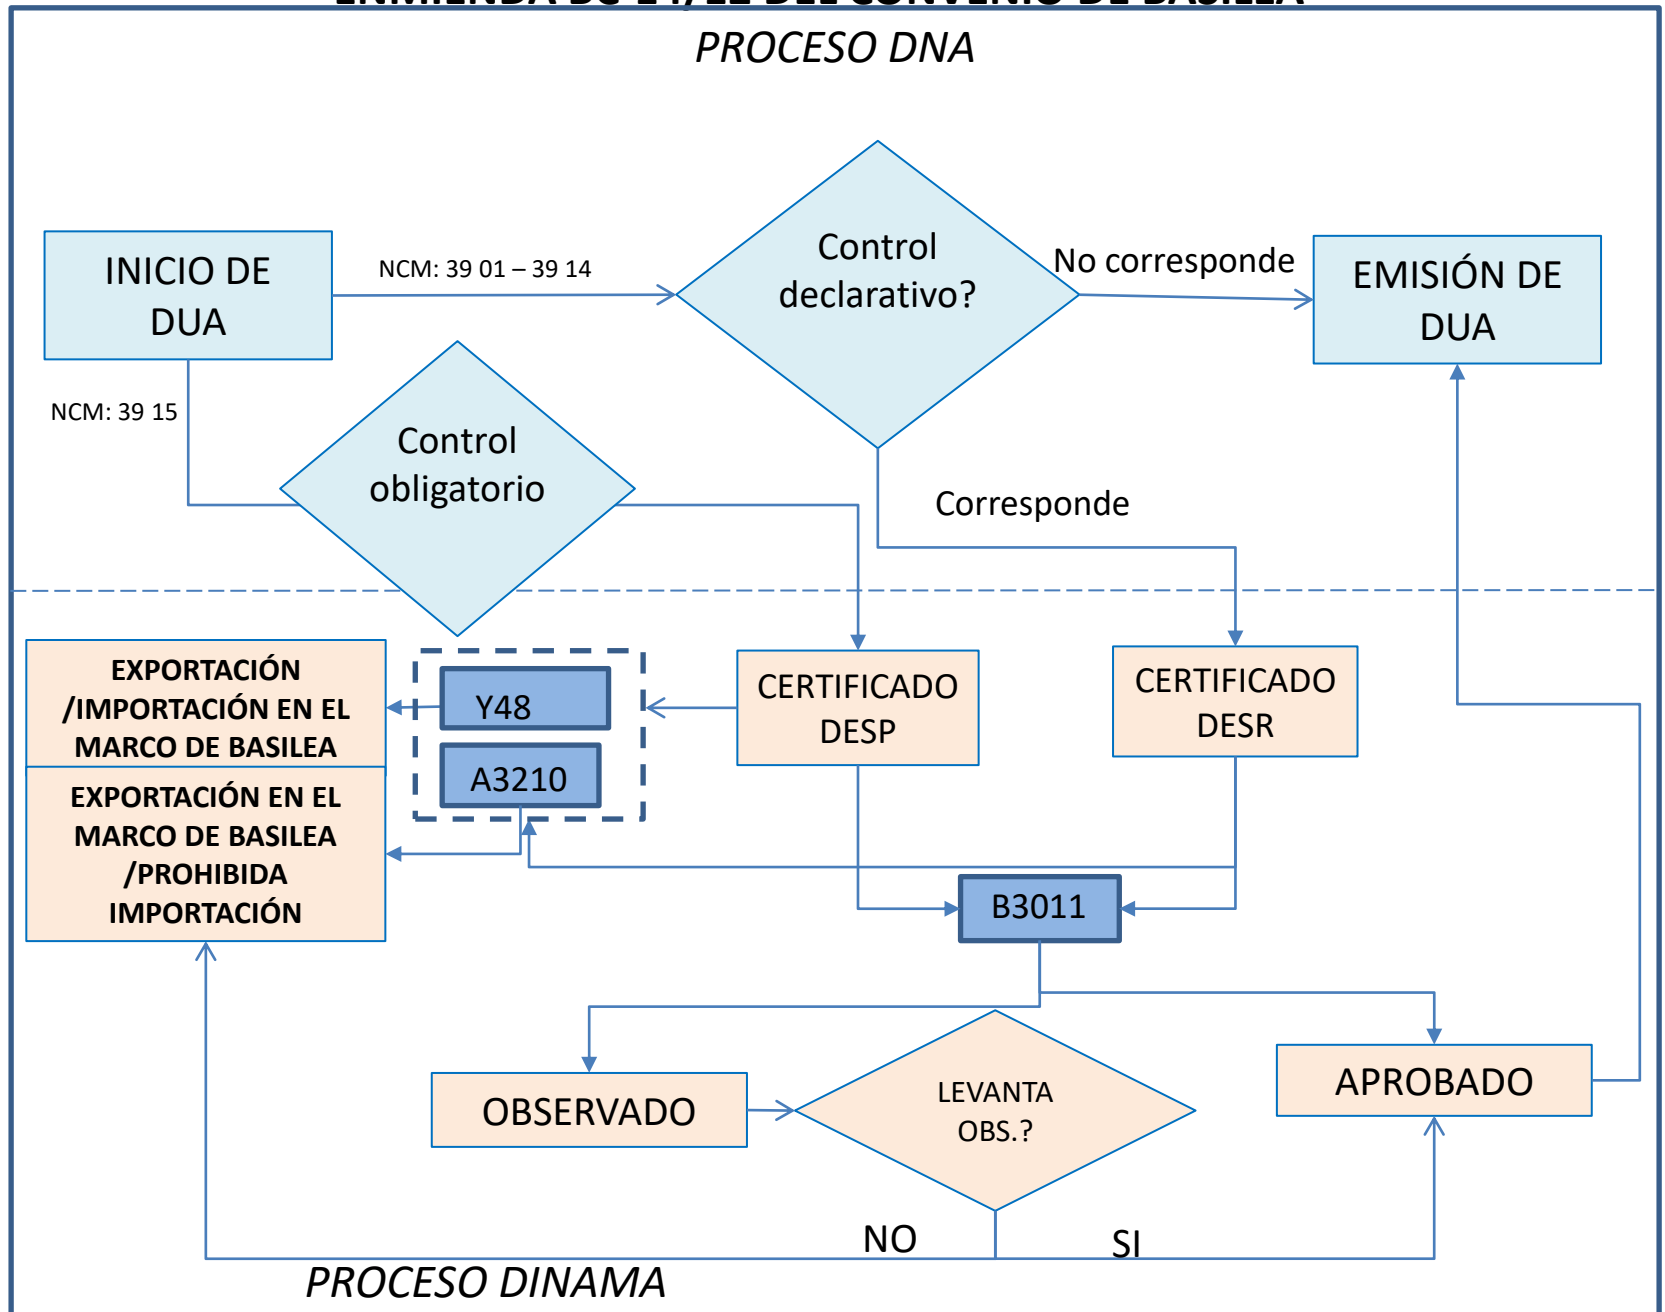 PROCESO DNA
INICIO DE
DUA
NCM: 39 01 – 39 14
Control
declarativo?
No corresponde
EMISIÓN DE
DUA
NCM: 39 15
Control
obligatorio
Corresponde
EXPORTACIÓN
/IMPORTACIÓN EN EL
MARCO DE BASILEA
Y48
A3210
CERTIFICADO
DESP
CERTIFICADO
DESR
EXPORTACIÓN EN EL
MARCO DE BASILEA
/PROHIBIDA
IMPORTACIÓN
B3011
OBSERVADO
LEVANTA
OBS.?
APROBADO
NO
SI
PROCESO DINAMA